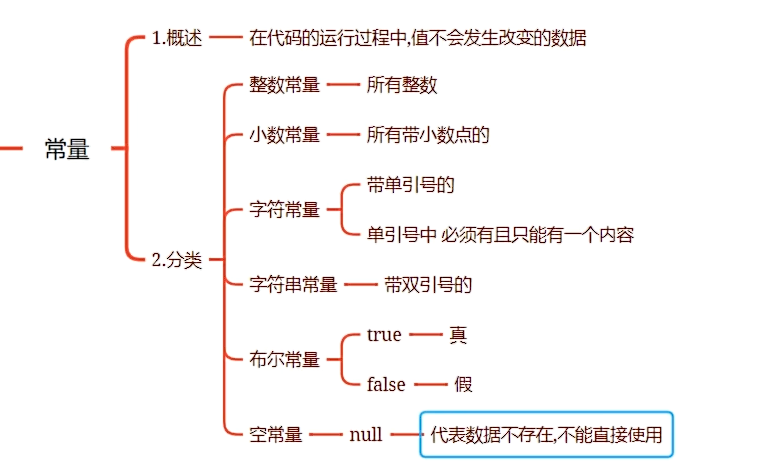 常量
1.概述
在代码的运行过程中,值不会发生改变的数据
2.分类
整数常量
所有整数
小数常量
所有带小数点的
字符常量
带单引号的
单引号中 必须有且只能有一个内容
字符串常量
带双引号的
布尔常量
true
真
false
假
空常量
null
代表数据不存在,不能直接使用